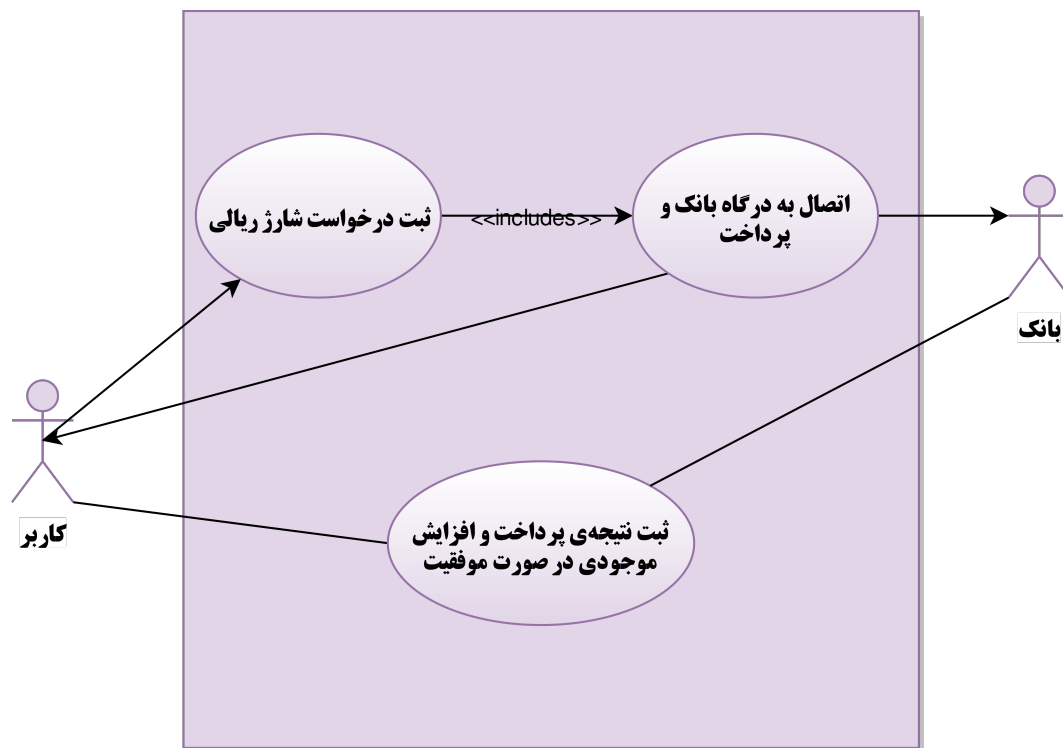 ثبت درخواست شارژ ریالی
<<includes>>
اتصال به درگاه بانک و
پرداخت
بانک
کاربر
ثبت نتیجه‌ی پرداخت و افزایش
موجودی در صورت موفقیت